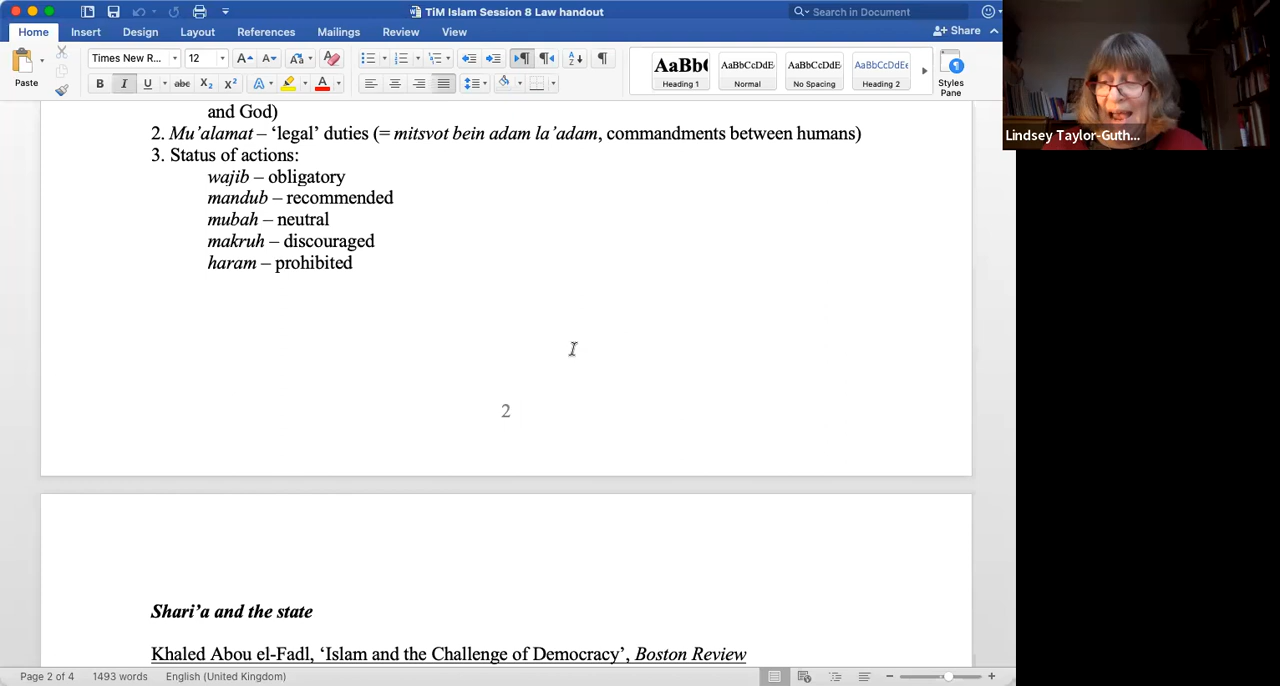 TiM Islam Session 8 Law handout
Search in Document
Home Insert Design Layout References Mailings Review View
Share
Paste
Times New R... 12
AaBb( AaBbCcDdE AaBbCcDdE AaBbCcDdEe
Heading 1 Normal No Spacing Heading 2
Styles
Pane
Lindsey Taylor-Guth...
and God)
2. Mu’alamat – ‘legal’ duties (= mitsvot bein adam la’adam, commandments between humans)
3. Status of actions:
wajib – obligatory
mandub – recommended
mubah – neutral
makruh – discouraged
haram – prohibited
2
Shari’a and the state
Khaled Abou el-Fadl, ‘Islam and the Challenge of Democracy’, Boston Review
Page 2 of 4 1493 words English (United Kingdom)